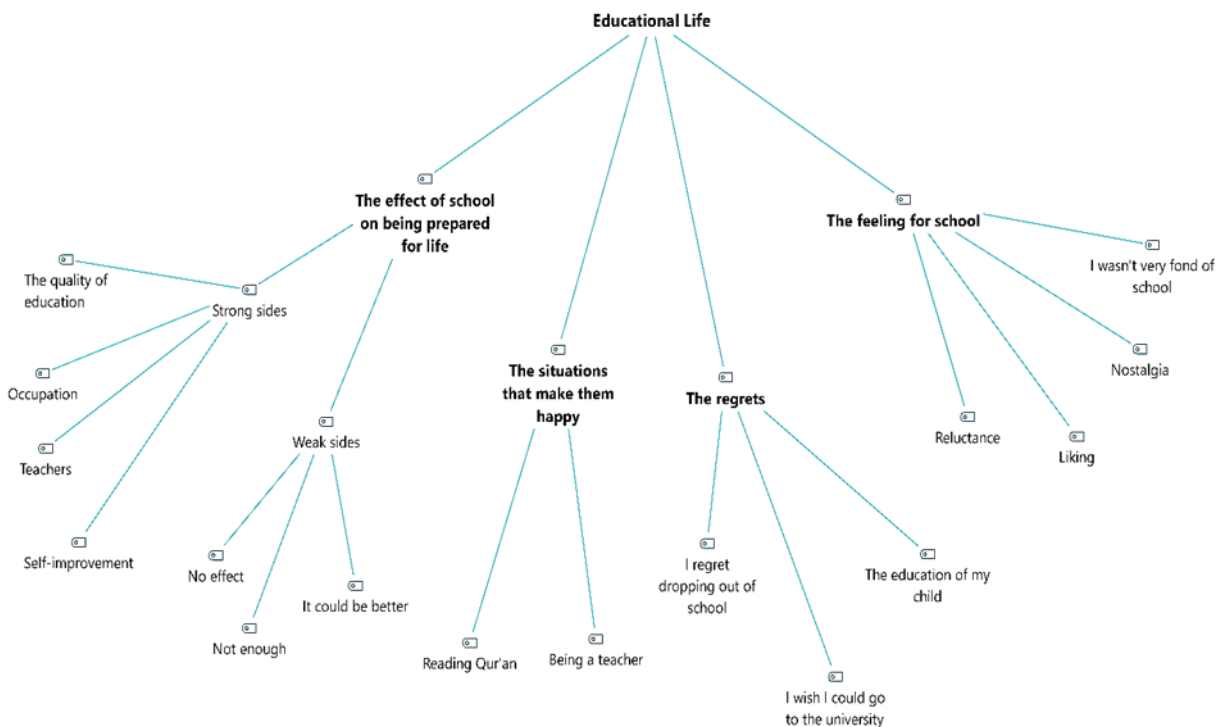 Educational Life
The effect of school
on being prepared
for life
The feeling for school
The quality of
education
Strong sides
I wasn't very fond of
school
Occupation
The situations
that make them
happy
The regrets
Nostalgia
Teachers
Weak sides
Reluctance
Liking
Self-improvement
No effect
It could be better
Not enough
Reading Qur'an
Being a teacher
I regret
dropping out of
school
The education of my
child
I wish I could go
to the university